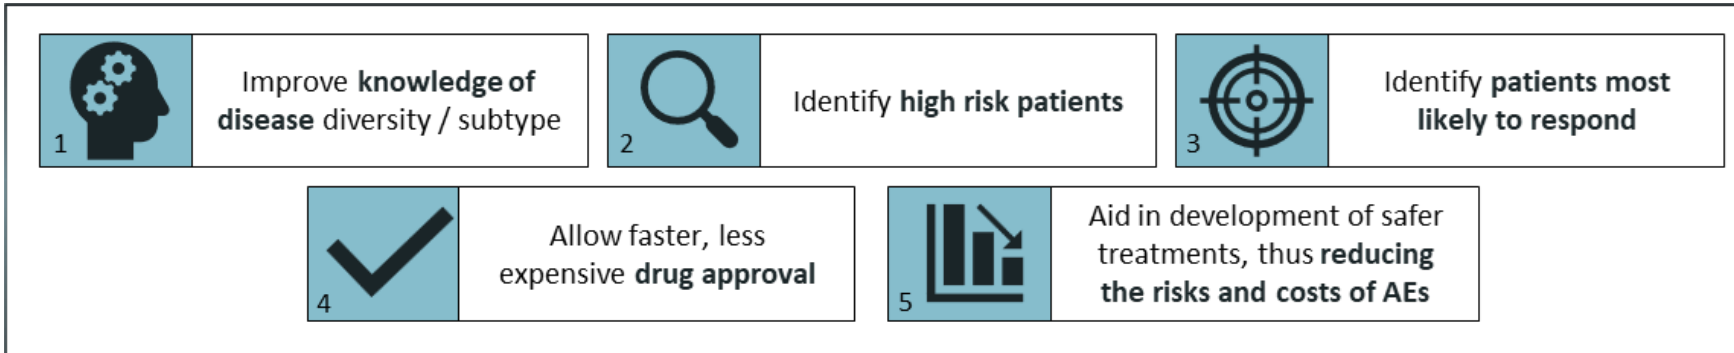 1
Improve knowledge of
disease diversity / subtype
2
Identify high risk patients
3
Identify patients most
likely to respond
4
Allow faster, less
expensive drug approval
5
Aid in development of safer
treatments, thus reducing
the risks and costs of AEs